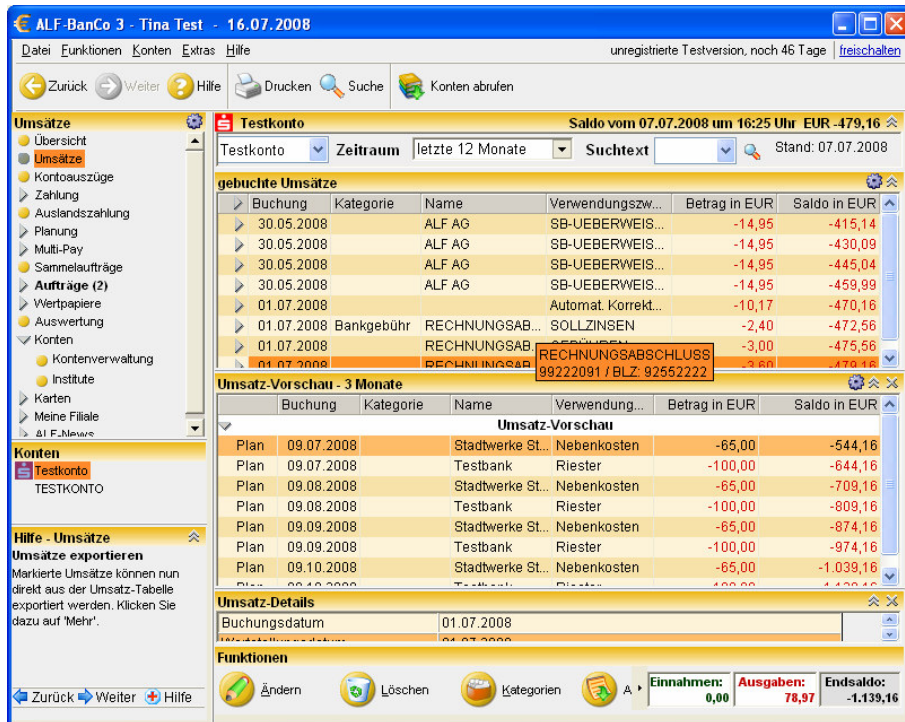 ALF-BanCo 3 - Tina Test - 16.07.2008
Datei Funktionen Konten Extras Hilfe unregistrierte Testversion, noch 46 Tage freischalten
Zurück Weiter Hilfe Drucken Suche Konten abrufen
Umsätze
Übersicht
Umsätze
Kontoauszüge
Zahlung
Auslandszahlung
Planung
Multi-Pay
Sammelaufträge
Aufträge (2)
Wertpapiere
Auswertung
Konten
Kontenverwaltung
Institute
Karten
Meine Filiale
ALF-News
Konten
Testkonto
TESTKONTO
Hilfe - Umsätze
Umsätze exportieren
Markierte Umsätze können nun
direkt aus der Umsatz-Tabelle
exportiert werden. Klicken Sie
dazu auf 'Mehr'.
Zurück Weiter Hilfe
Testkonto Saldo vom 07.07.2008 um 16:25 Uhr EUR -479,16
Testkonto Zeitraum letzte 12 Monate Suchtext Stand: 07.07.2008
gebuchte Umsätze
Buchung Kategorie Name Verwendungszw... Betrag in EUR Saldo in EUR
30.05.2008 ALF AG SB-UEBERWEIS... -14,95 -415,14
30.05.2008 ALF AG SB-UEBERWEIS... -14,95 -430,09
30.05.2008 ALF AG SB-UEBERWEIS... -14,95 -445,04
30.05.2008 ALF AG SB-UEBERWEIS... -14,95 -459,99
01.07.2008 Automat. Korrekt... -10,17 -470,16
01.07.2008 Bankgebühr RECHNUNGSAB... SOLLZINSEN -2,40 -472,56
01.07.2008 RECHNUNGSAB... -3,00 -475,56
01.07.2008 RECHNUNGSAB... -3,60 -479,16
RECHNUNGSABSCHLUSS
99222091 / BLZ: 92552222
Umsatz-Vorschau - 3 Monate
Buchung Kategorie Name Verwendung... Betrag in EUR Saldo in EUR
Umsatz-Vorschau
Plan 09.07.2008 Stadtwerke St... Nebenkosten -65,00 -544,16
Plan 09.07.2008 Testbank Riester -100,00 -644,16
Plan 09.08.2008 Stadtwerke St... Nebenkosten -65,00 -709,16
Plan 09.08.2008 Testbank Riester -100,00 -809,16
Plan 09.09.2008 Stadtwerke St... Nebenkosten -65,00 -874,16
Plan 09.09.2008 Testbank Riester -100,00 -974,16
Plan 09.10.2008 Stadtwerke St... Nebenkosten -65,00 -1.039,16
Umsatz-Details
Buchungsdatum 01.07.2008
Funktionen
Ändern Löschen Kategorien A
Einnahmen: 0,00 Ausgaben: 78,97 Endsaldo: -1.139,16